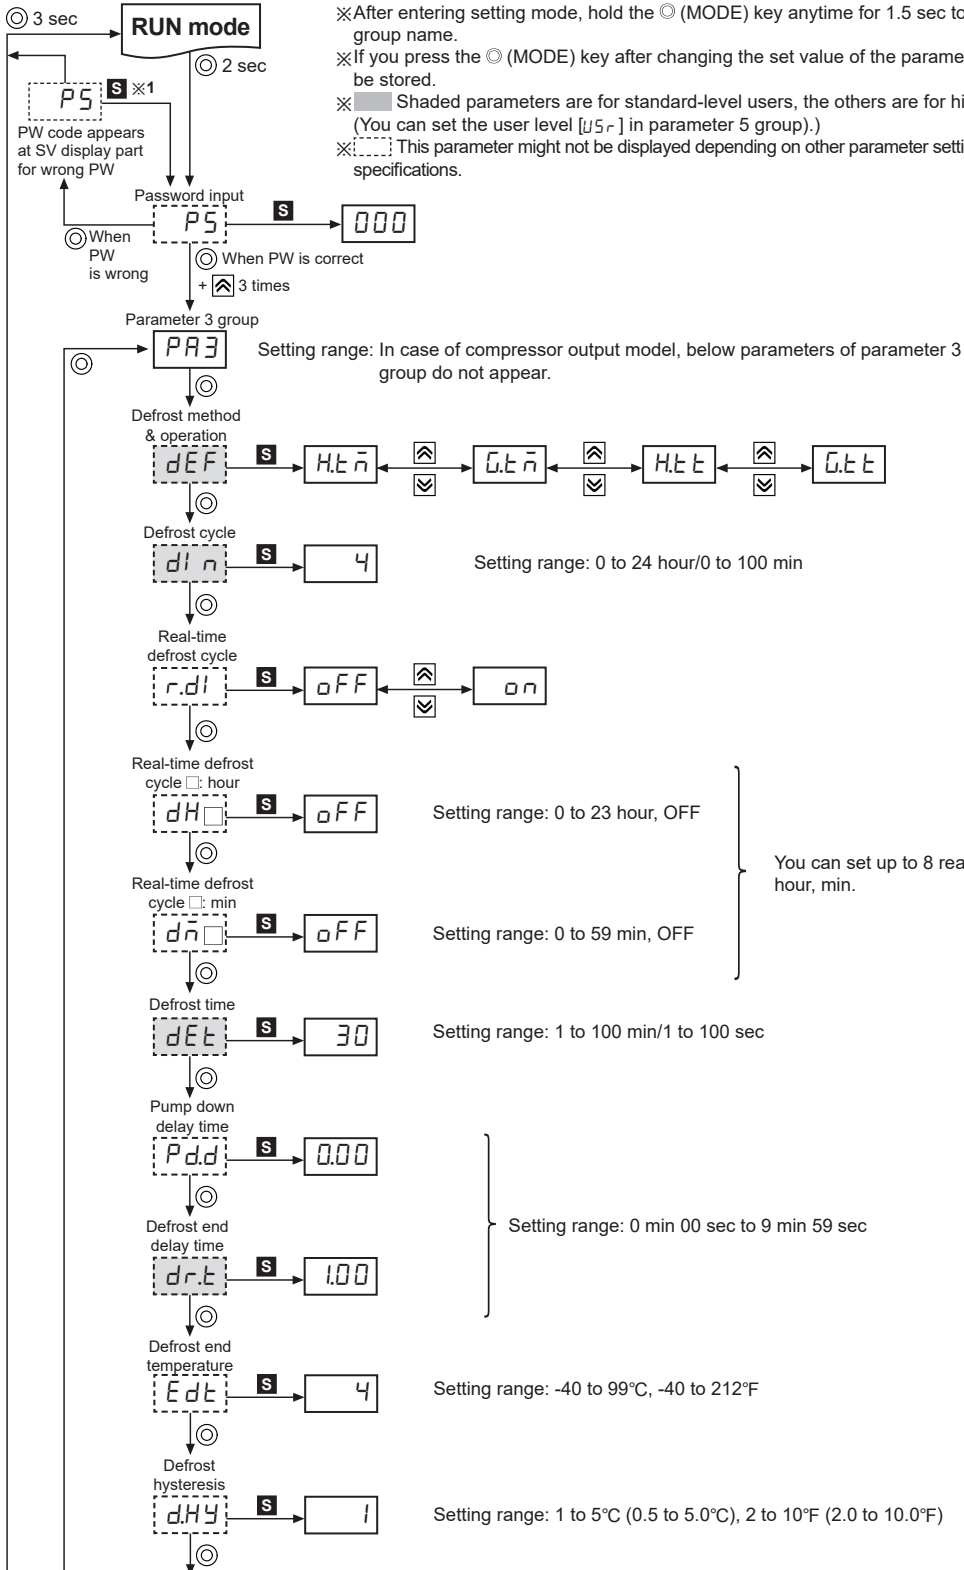 ◎ 3 sec
RUN mode
◎ 2 sec
※After entering setting mode, hold the ◎ (MODE) key anytime for 1.5 sec to
group name.
※If you press the ◎ (MODE) key after changing the set value of the parame
be stored.
※ Shaded parameters are for standard-level users, the others are for hi
(You can set the user level [USr] in parameter 5 group).)
※ This parameter might not be displayed depending on other parameter setti
specifications.
PS S ※1
PW code appears
at SV display part
for wrong PW
Password input
PS S 000
◎When
PW
is wrong
◎ When PW is correct
+ 3 times
Parameter 3 group
PA3
Setting range: In case of compressor output model, below parameters of parameter 3
group do not appear.
Defrost method
& operation
dEF S H.tm G.tm H.tt G.tt
Defrost cycle
dI n S 4 Setting range: 0 to 24 hour/0 to 100 min
Real-time
defrost cycle
r.dI S oFF on
Real-time defrost
cycle □: hour
dH□ S oFF Setting range: 0 to 23 hour, OFF
You can set up to 8 rea
hour, min.
Real-time defrost
cycle □: min
dm□ S oFF Setting range: 0 to 59 min, OFF
Defrost time
dEt S 30 Setting range: 1 to 100 min/1 to 100 sec
Pump down
delay time
Pd.d S 0.00
Setting range: 0 min 00 sec to 9 min 59 sec
Defrost end
delay time
dr.t S 1.00
Defrost end
temperature
Edt S 4 Setting range: -40 to 99℃, -40 to 212℉
Defrost
hysteresis
d.HY S 1 Setting range: 1 to 5℃ (0.5 to 5.0℃), 2 to 10℉ (2.0 to 10.0℉)